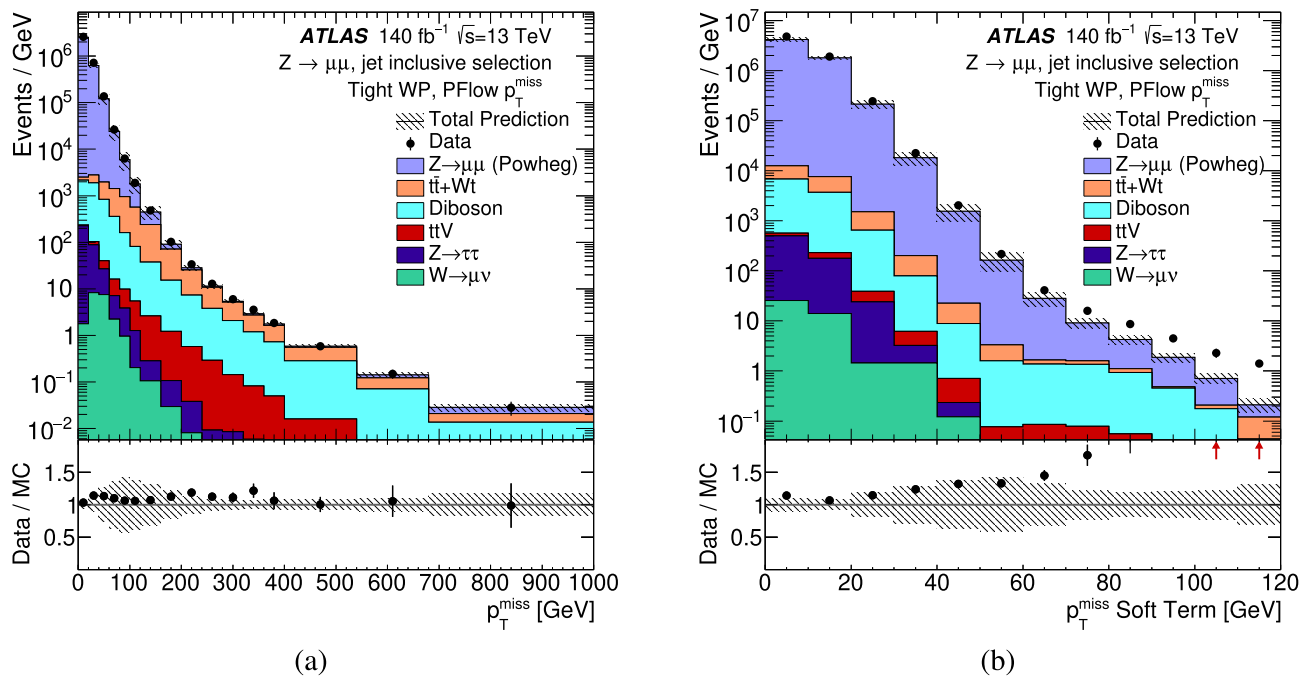 Events / GeV
10⁶
10⁵
10⁴
10³
10²
10
1
10⁻¹
10⁻²
ATLAS 140 fb⁻¹ √s=13 TeV
Z → μμ, jet inclusive selection
Tight WP, PFlow p_T^miss
Total Prediction
Data
Z→μμ (Powheg)
tt̄+Wt
Diboson
ttV
Z→ττ
W→μν
Data / MC
1.5
1
0.5
0 100 200 300 400 500 600 700 800 900 1000
p_T^miss [GeV]
(a)
Events / GeV
10⁷
10⁶
10⁵
10⁴
10³
10²
10
1
10⁻¹
ATLAS 140 fb⁻¹ √s=13 TeV
Z → μμ, jet inclusive selection
Tight WP, PFlow p_T^miss
Total Prediction
Data
Z→μμ (Powheg)
tt̄+Wt
Diboson
ttV
Z→ττ
W→μν
Data / MC
1.5
1
0.5
0 20 40 60 80 100 120
p_T^miss Soft Term [GeV]
(b)